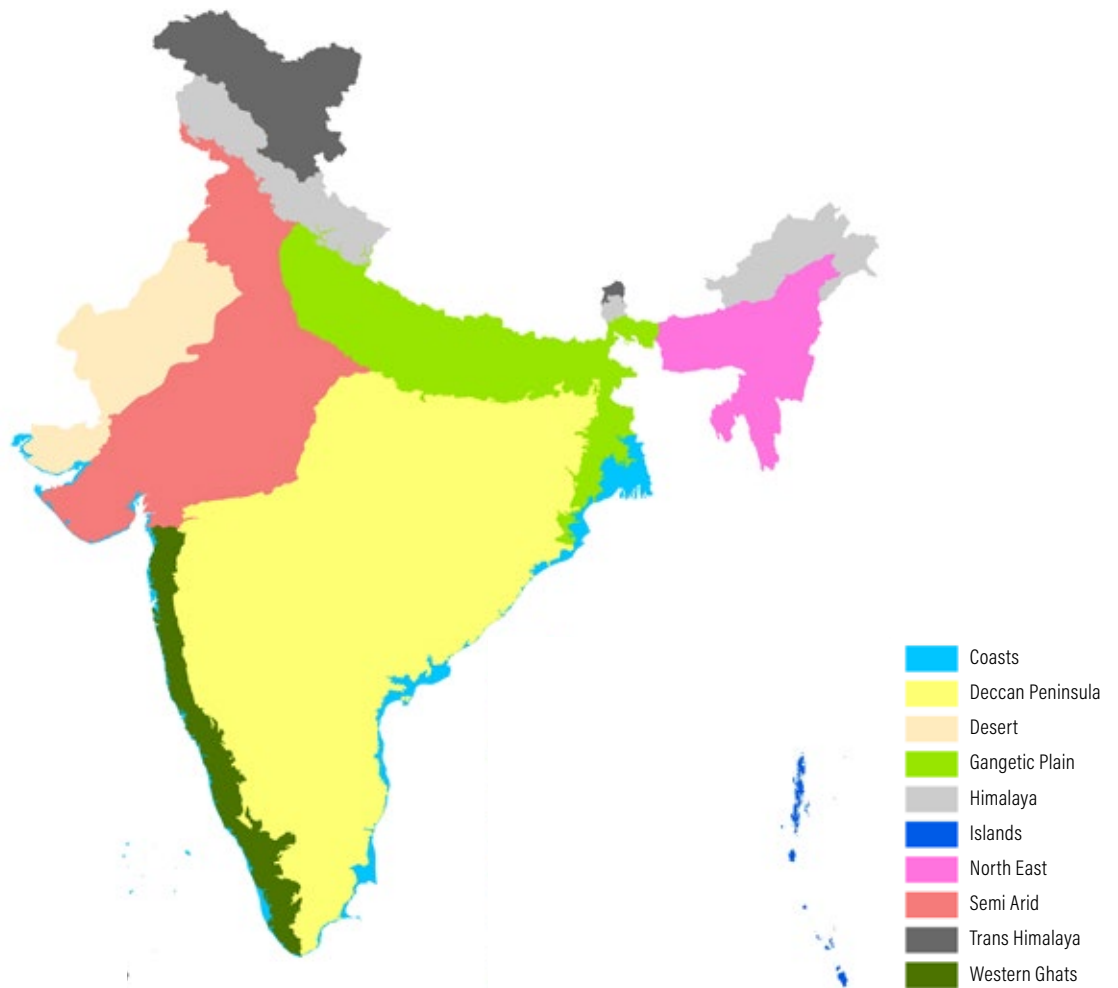 Coasts
Deccan Peninsula
Desert
Gangetic Plain
Himalaya
Islands
North East
Semi Arid
Trans Himalaya
Western Ghats